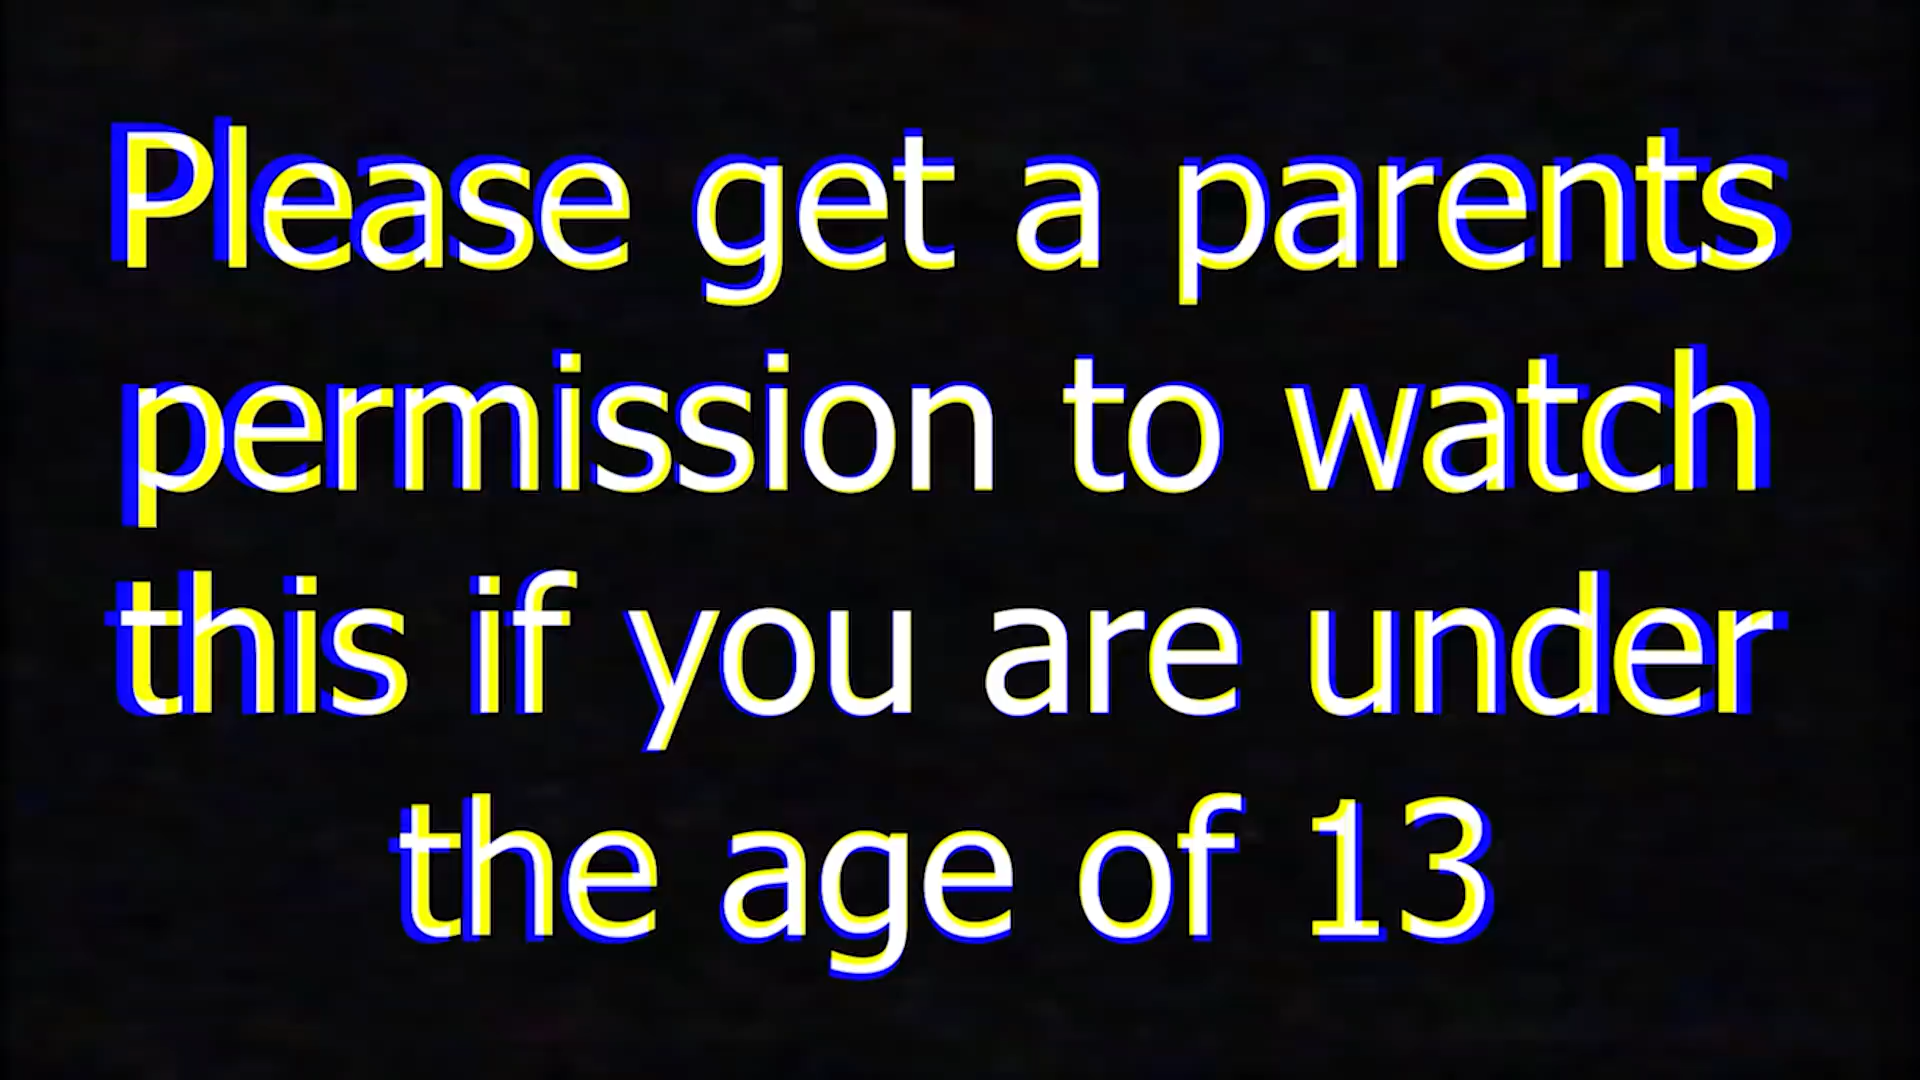 Please get a parents
permission to watch
this if you are under
the age of 13